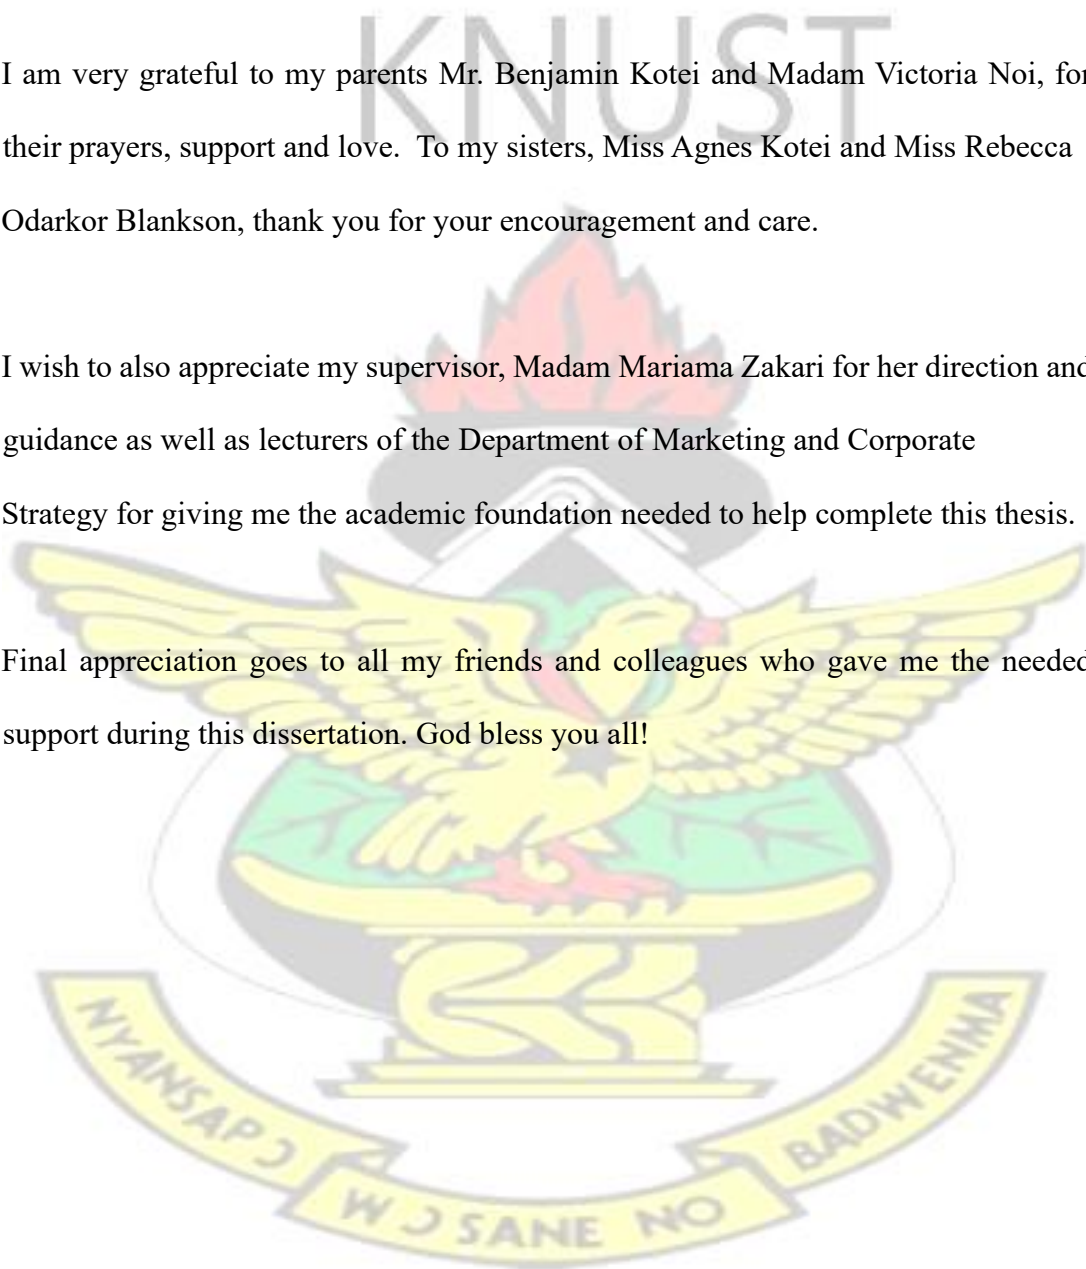 KNUST
I am very grateful to my parents Mr. Benjamin Kotei and Madam Victoria Noi, for
their prayers, support and love.  To my sisters, Miss Agnes Kotei and Miss Rebecca
Odarkor Blankson, thank you for your encouragement and care.
I wish to also appreciate my supervisor, Madam Mariama Zakari for her direction and
guidance as well as lecturers of the Department of Marketing and Corporate
Strategy for giving me the academic foundation needed to help complete this thesis.
Final appreciation goes to all my friends and colleagues who gave me the needed
support during this dissertation. God bless you all!
NYANSAPƆ
WƆSANE NO
BADWENMA